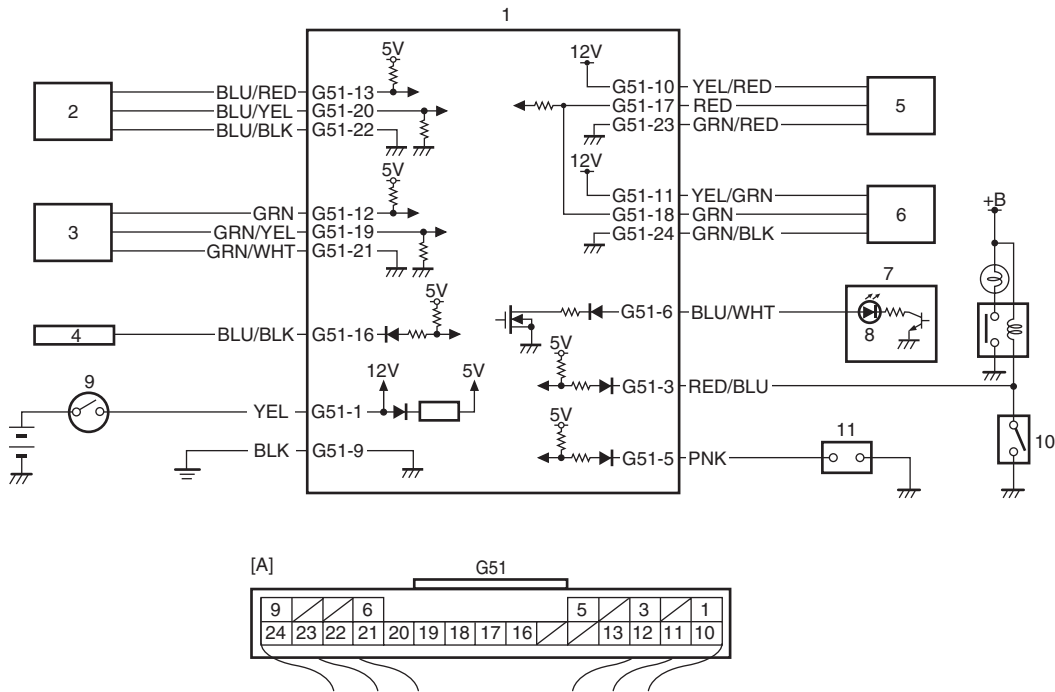 1
5V
12V
BLU/RED G51-13
G51-10 YEL/RED
2
BLU/YEL G51-20
G51-17 RED
5
BLU/BLK G51-22
G51-23 GRN/RED
5V
12V
G51-11 YEL/GRN
GRN G51-12
G51-18 GRN
6
3
GRN/YEL G51-19
G51-24 GRN/BLK
GRN/WHT G51-21
+B
7
5V
G51-6 BLU/WHT
8
4
BLU/BLK G51-16
5V
9
12V 5V
G51-3 RED/BLU
YEL G51-1
5V
11
10
BLK G51-9
G51-5 PNK
[A] G51
9 6 5 3 1
24 23 22 21 20 19 18 17 16 13 12 11 10